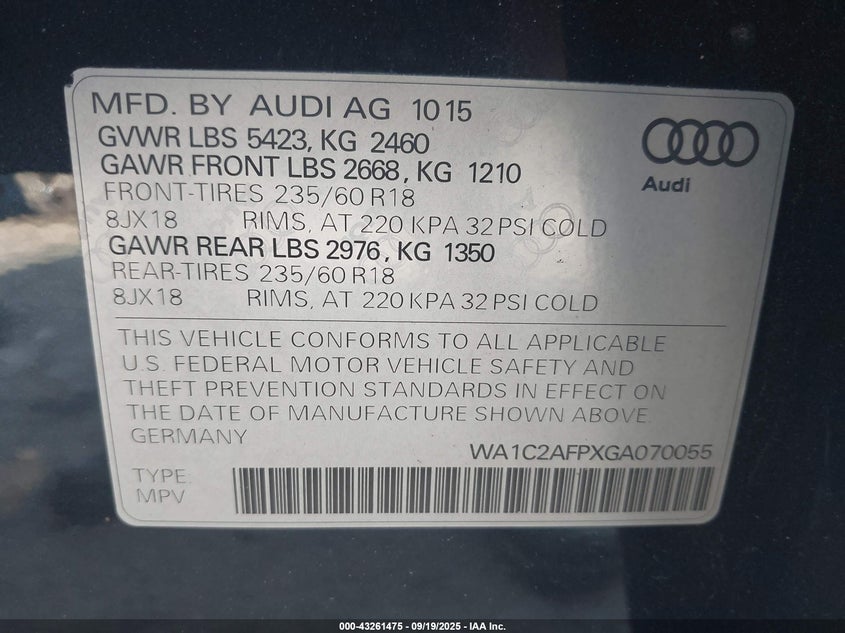 MFD. BY AUDI AG 1015
GVWR LBS 5423, KG 2460
GAWR FRONT LBS 2668, KG 1210
FRONT-TIRES 235/60 R18
8JX18 RIMS, AT 220 KPA 32 PSI COLD
GAWR REAR LBS 2976, KG 1350
REAR-TIRES 235/60 R18
8JX18 RIMS, AT 220 KPA 32 PSI COLD
Audi
THIS VEHICLE CONFORMS TO ALL APPLICABLE
U.S. FEDERAL MOTOR VEHICLE SAFETY AND
THEFT PREVENTION STANDARDS IN EFFECT ON
THE DATE OF MANUFACTURE SHOWN ABOVE.
GERMANY
WA1C2AFPXGA070055
TYPE:
MPV
000-43261475 - 09/19/2025 - IAA Inc.